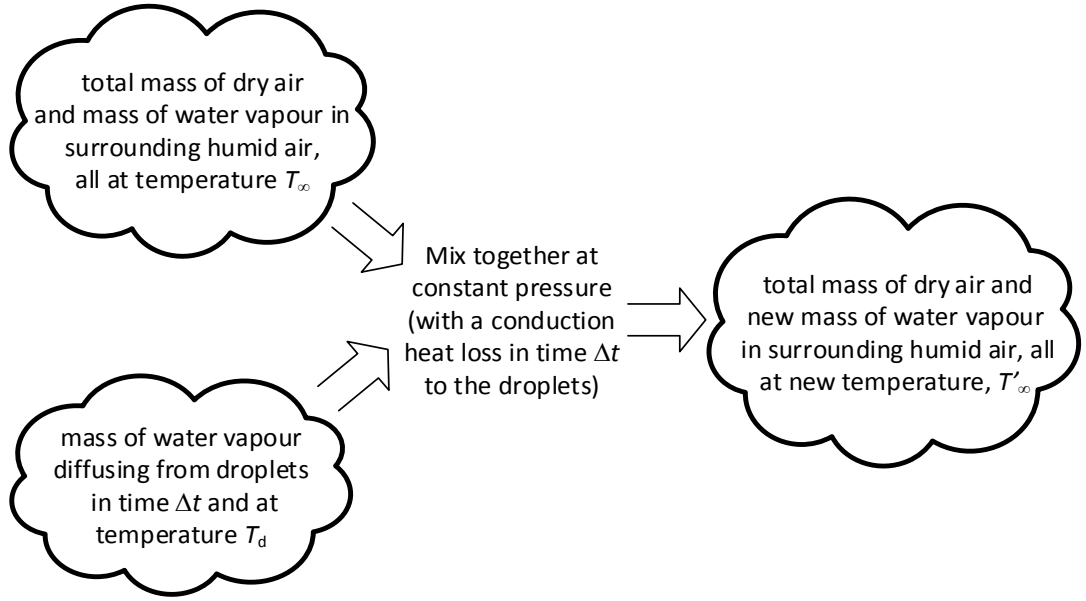 total mass of dry air
and mass of water vapour in
surrounding humid air,
all at temperature T∞
Mix together at
constant pressure
(with a conduction
heat loss in time Δt
to the droplets)
total mass of dry air and
new mass of water vapour
in surrounding humid air, all
at new temperature, T’∞
mass of water vapour
diffusing from droplets
in time Δt and at
temperature Td